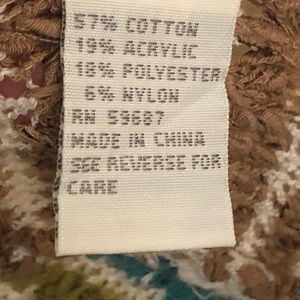 57% COTTON
19% ACRYLIC
18% POLYESTER
6% NYLON
RN 59687
MADE IN CHINA
SEE REVERSE FOR
CARE